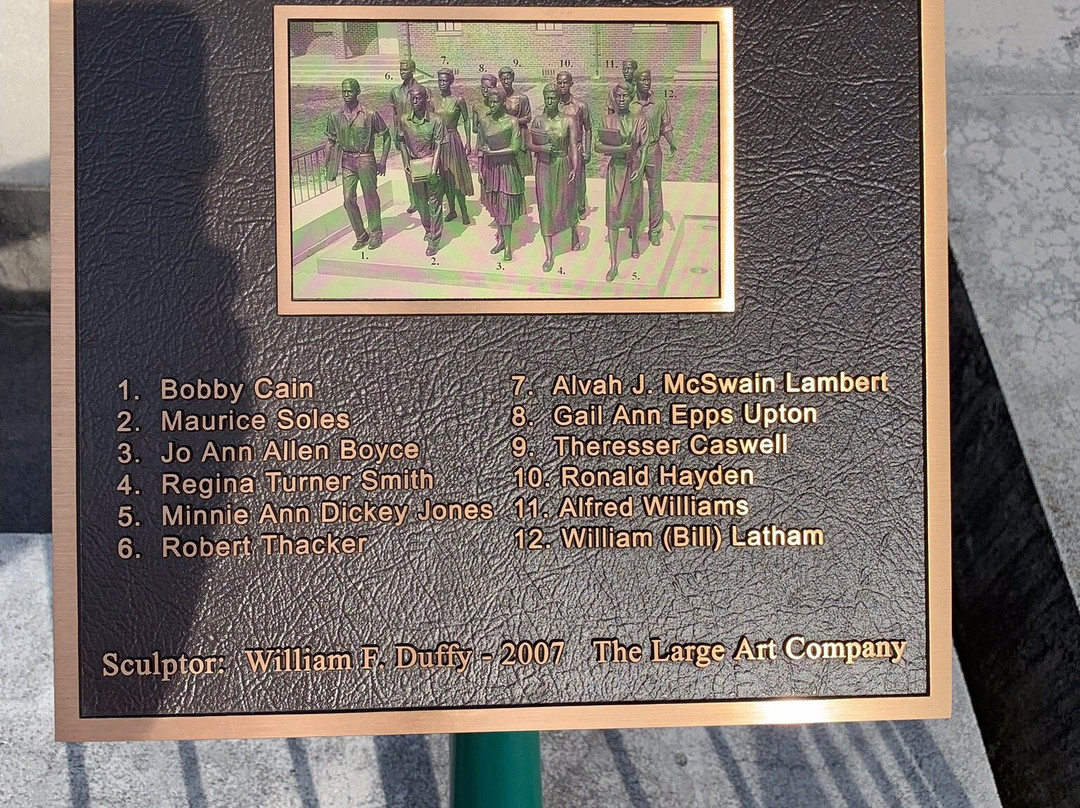 6. 7. 8. 9. 10. 11. 12.
1. 2. 3. 4. 5.
1. Bobby Cain
2. Maurice Soles
3. Jo Ann Allen Boyce
4. Regina Turner Smith
5. Minnie Ann Dickey Jones
6. Robert Thacker
7. Alvah J. McSwain Lambert
8. Gail Ann Epps Upton
9. Theresser Caswell
10. Ronald Hayden
11. Alfred Williams
12. William (Bill) Latham
Sculptor: William F. Duffy - 2007 The Large Art Company